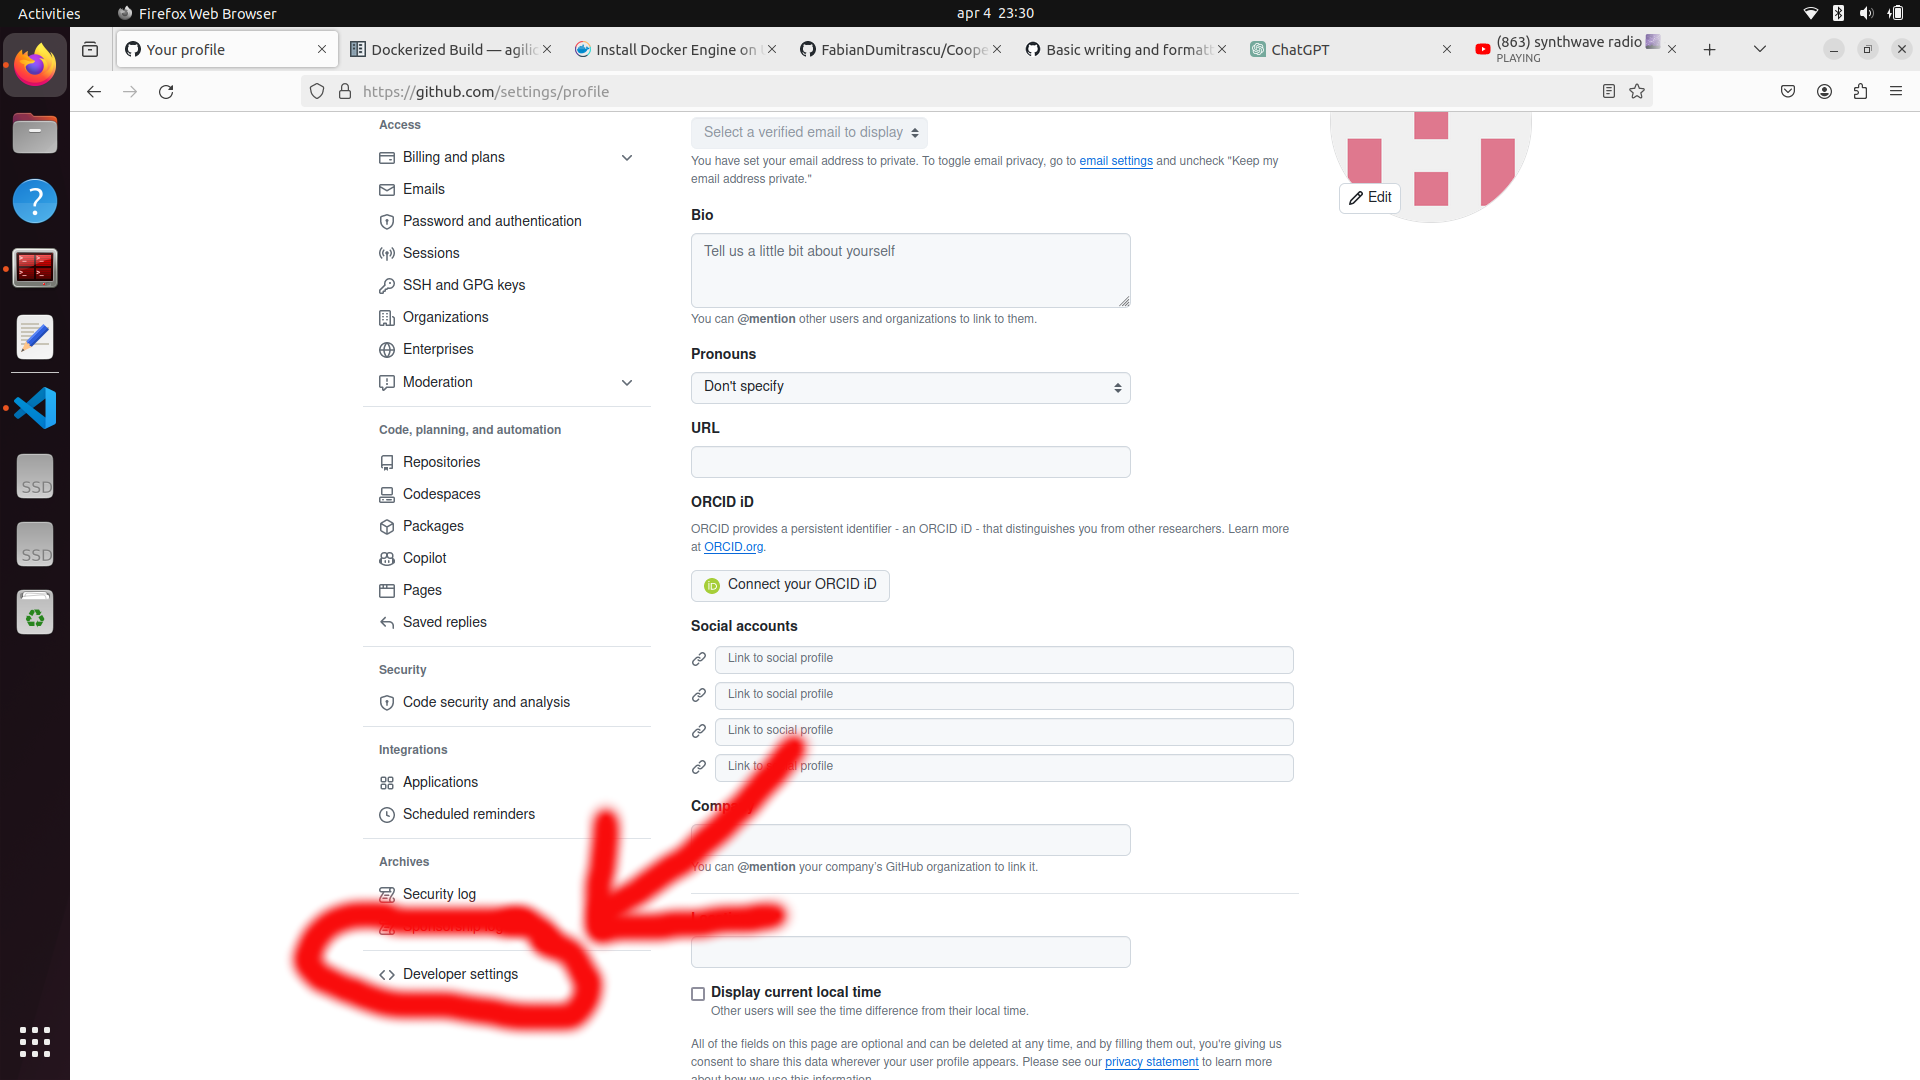 Activities
Firefox Web Browser
apr 4 23:30
Your profile
Dockerized Build — agilic
Install Docker Engine on
FabianDumitrascu/Coope
Basic writing and formatt
ChatGPT
(863) synthwave radio
PLAYING
https://github.com/settings/profile
Access
Billing and plans
Emails
Password and authentication
Sessions
SSH and GPG keys
Organizations
Enterprises
Moderation
Code, planning, and automation
Repositories
Codespaces
Packages
Copilot
Pages
Saved replies
Security
Code security and analysis
Integrations
Applications
Scheduled reminders
Archives
Security log
Sponsorship log
Developer settings
Select a verified email to display
You have set your email address to private. To toggle email privacy, go to email settings and uncheck "Keep my
email address private."
Bio
Tell us a little bit about yourself
You can @mention other users and organizations to link to them.
Pronouns
Don't specify
URL
ORCID iD
ORCID provides a persistent identifier - an ORCID iD - that distinguishes you from other researchers. Learn more
at ORCID.org.
iD Connect your ORCID iD
Social accounts
Link to social profile
Link to social profile
Link to social profile
Link to social profile
Company
You can @mention your company's GitHub organization to link it.
Display current local time
Other users will see the time difference from their local time.
All of the fields on this page are optional and can be deleted at any time, and by filling them out, you're giving us
consent to share this data wherever your user profile appears. Please see our privacy statement to learn more
about how we use this information.
Edit
SSD
SSD